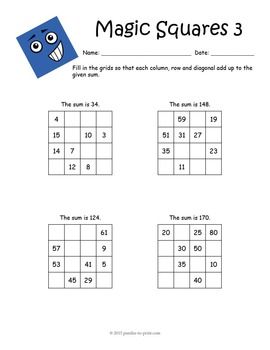 Magic Squares 3
Name: Date:
Fill in the grids so that each column, row and diagonal add up to the given sum.
The sum is 34. The sum is 148.
4
15 10 3
14 7
12 8
59 19
51 31 27
35 23
11
The sum is 124. The sum is 170.
61
57 9
53 41 5
45 29
20 25 80
30 50
35 10
40
© 2012 puzzles-to-print.com